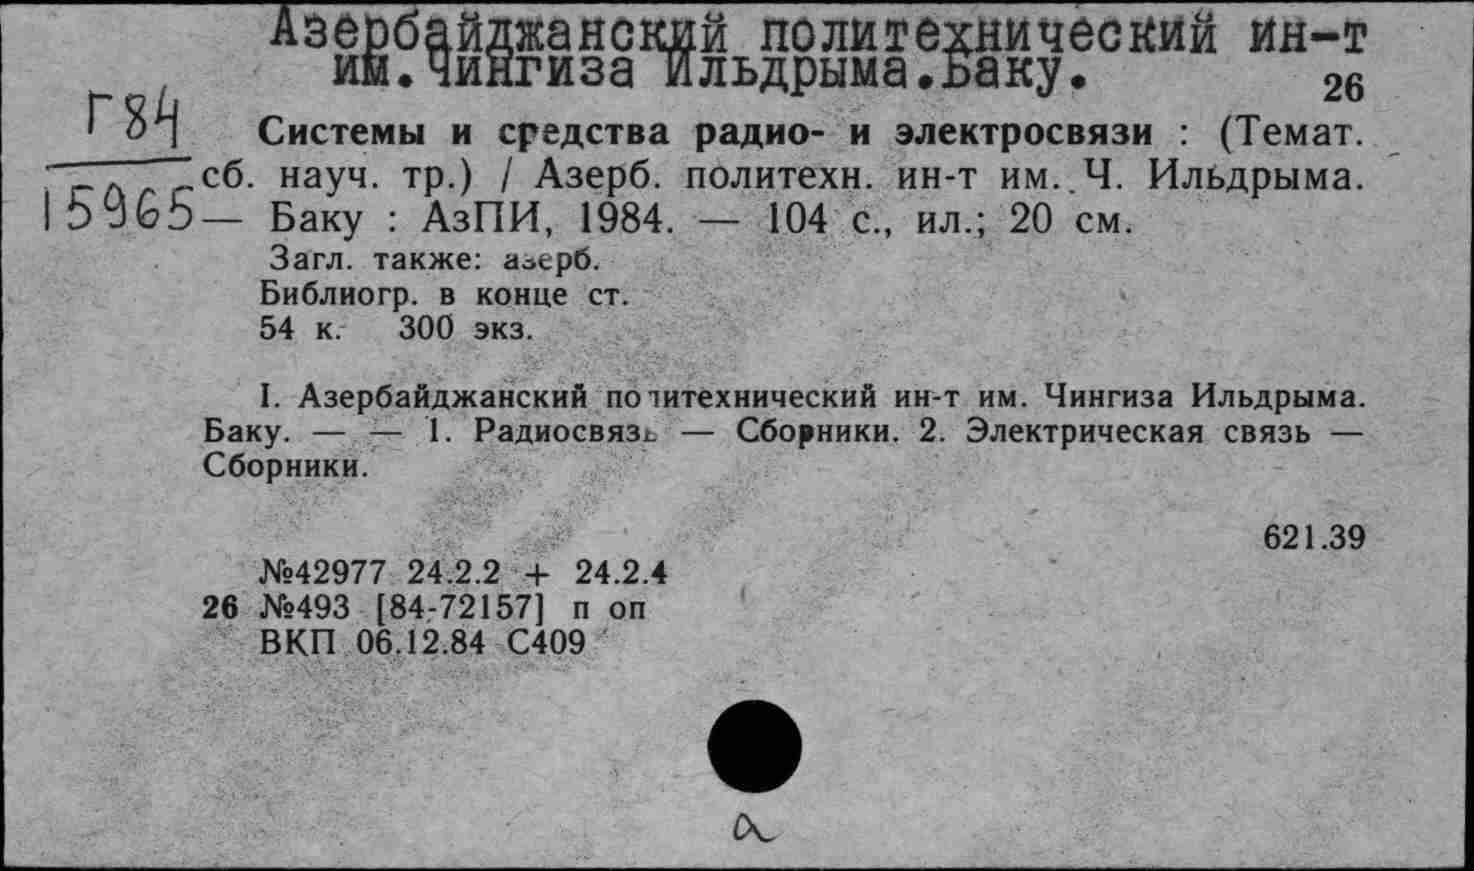 Азербайджанский политехнический ин-т
им.Чингиза Ильдрыма.Баку.
26
Г84
15965
Системы и средства радио- и электросвязи : (Темат.
сб. науч. тр.) / Азерб. политехн. ин-т им. Ч. Ильдрыма.
— Баку : АзПИ, 1984. — 104 с., ил.; 20 см.
Загл. также: азерб.
Библиогр. в конце ст.
54 к. 300 экз.
I. Азербайджанский политехнический ин-т им. Чингиза Ильдрыма.
Баку. — — 1. Радиосвязь — Сборники. 2. Электрическая связь —
Сборники.
621.39
№42977 24.2.2 + 24.2.4
26 №493 [84-72157] п оп
ВКП 06.12.84 С409
а